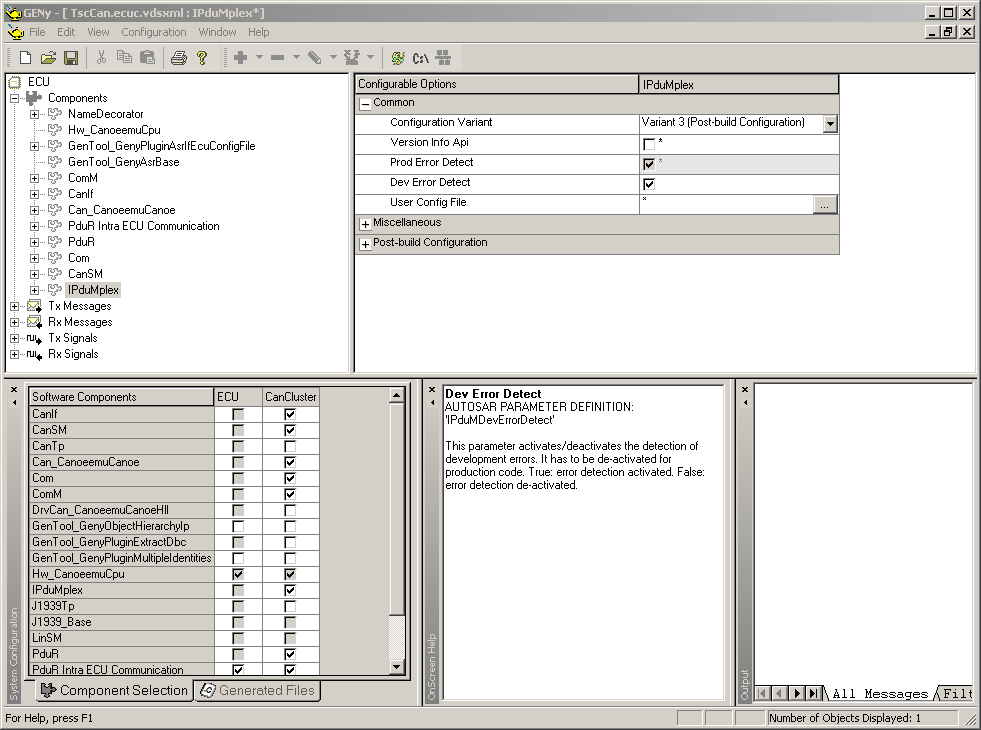 GENy - [ TscCan.ecuc.vdsxml : IPduMplex*]
File Edit View Configuration Window Help
C:\
ECU
Components
NameDecorator
Hw_CanoeemuCpu
GenTool_GenyPluginAsrIfEcuConfigFile
GenTool_GenyAsrBase
ComM
CanIf
Can_CanoeemuCanoe
PduR Intra ECU Communication
PduR
Com
CanSM
IPduMplex
Tx Messages
Rx Messages
Tx Signals
Rx Signals
Configurable Options IPduMplex
Common
Configuration Variant Variant 3 (Post-build Configuration)
Version Info Api *
Prod Error Detect *
Dev Error Detect
User Config File * ...
Miscellaneous
Post-build Configuration
System Configuration
Software Components ECU CanCluster
CanIf
CanSM
CanTp
Can_CanoeemuCanoe
Com
ComM
DrvCan_CanoeemuCanoeHll
GenTool_GenyObjectHierarchyIp
GenTool_GenyPluginExtractDbc
GenTool_GenyPluginMultipleIdentities
Hw_CanoeemuCpu
IPduMplex
J1939Tp
J1939_Base
LinSM
PduR
PduR Intra ECU Communication
Component Selection Generated Files
OnScreen Help
Dev Error Detect
AUTOSAR PARAMETER DEFINITION:
'IPduMDevErrorDetect'
This parameter activates/deactivates the detection of
development errors. It has to be de-activated for
production code. True: error detection activated. False:
error detection de-activated.
Output
All Messages Filt
For Help, press F1
Number of Objects Displayed: 1